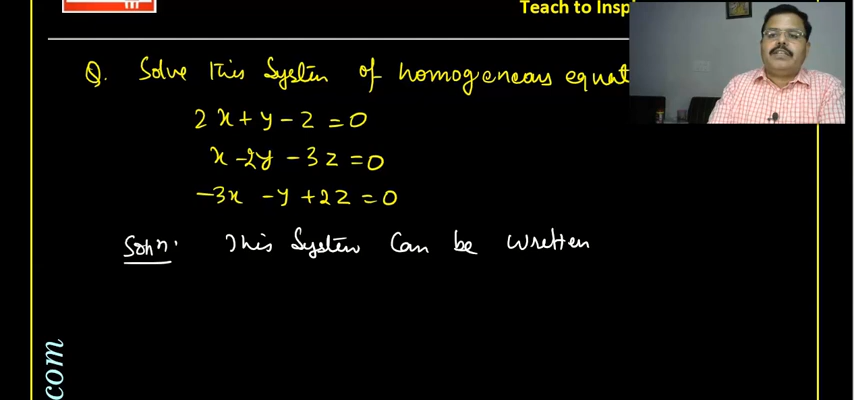 Teach to Insp
Q. Solve this System of homogeneous equat
2x + y - z = 0
x - 2y - 3z = 0
-3x - y + 2z = 0
Soln. This System Can be written
com